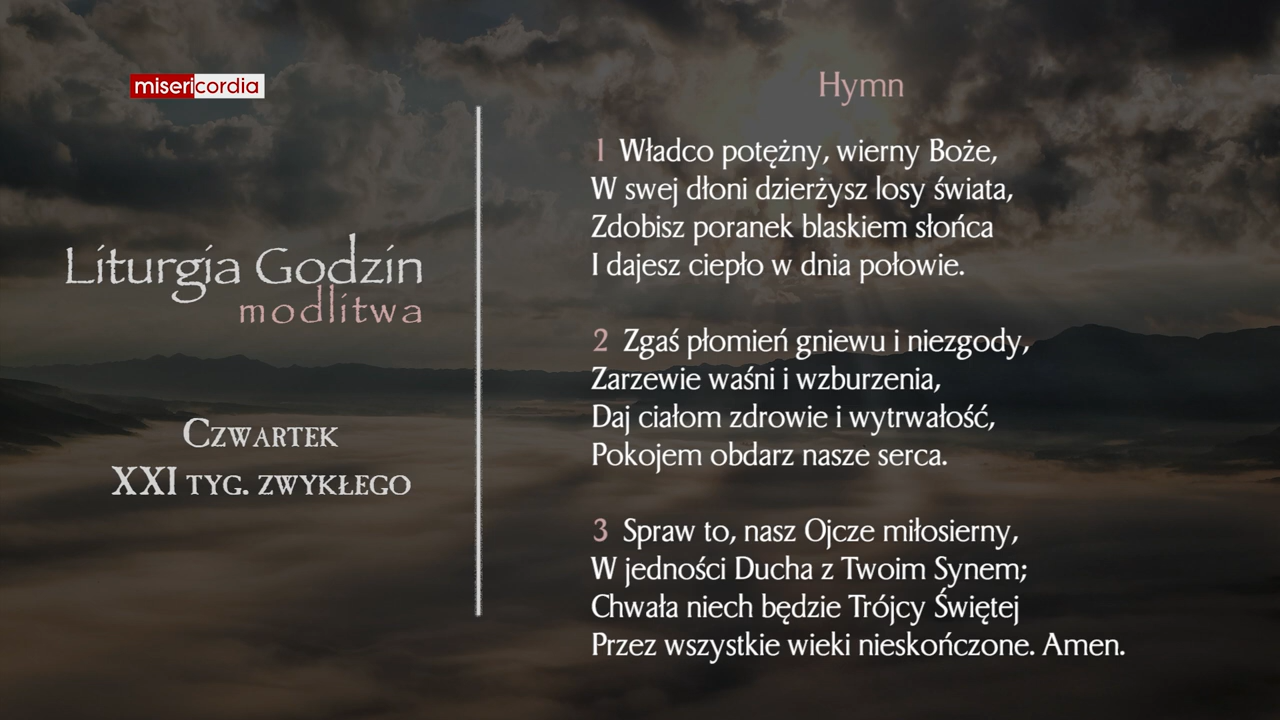 misericordia
Liturgia Godzin
modlitwa
Czwartek
XXI tyg. zwykłego
Hymn
1 Władco potężny, wierny Boże,
W swej dłoni dzierżysz losy świata,
Zdobisz poranek blaskiem słońca
I dajesz ciepło w dnia połowie.
2 Zgaś płomień gniewu i niezgody,
Zarzewie waśni i wzburzenia,
Daj ciałom zdrowie i wytrwałość,
Pokojem obdarz nasze serca.
3 Spraw to, nasz Ojcze miłosierny,
W jedności Ducha z Twoim Synem;
Chwała niech będzie Trójcy Świętej
Przez wszystkie wieki nieskończone. Amen.